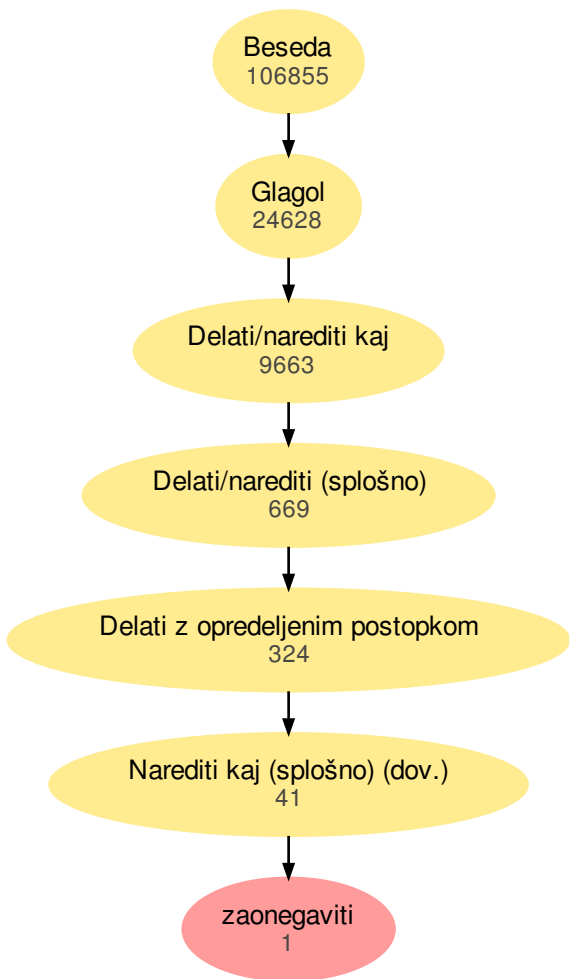 Beseda
106855
Glagol
24628
Delati/narediti kaj
9663
Delati/narediti (splošno)
669
Delati z opredeljenim postopkom
324
Narediti kaj (splošno) (dov.)
41
zaonegaviti
1